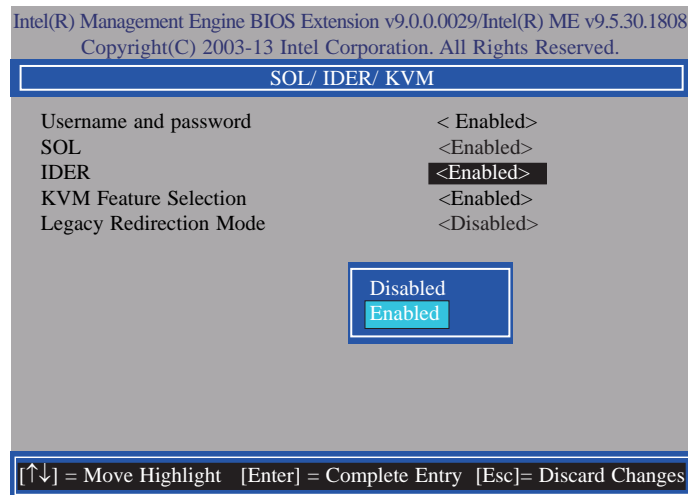 Intel(R) Management Engine BIOS Extension v9.0.0.0029/Intel(R) ME v9.5.30.1808
Copyright(C) 2003-13 Intel Corporation. All Rights Reserved.
SOL/ IDER/ KVM
Username and password < Enabled>
SOL <Enabled>
IDER <Enabled>
KVM Feature Selection <Enabled>
Legacy Redirection Mode <Disabled>
Disabled
Enabled
[↑↓] = Move Highlight [Enter] = Complete Entry [Esc]= Discard Changes